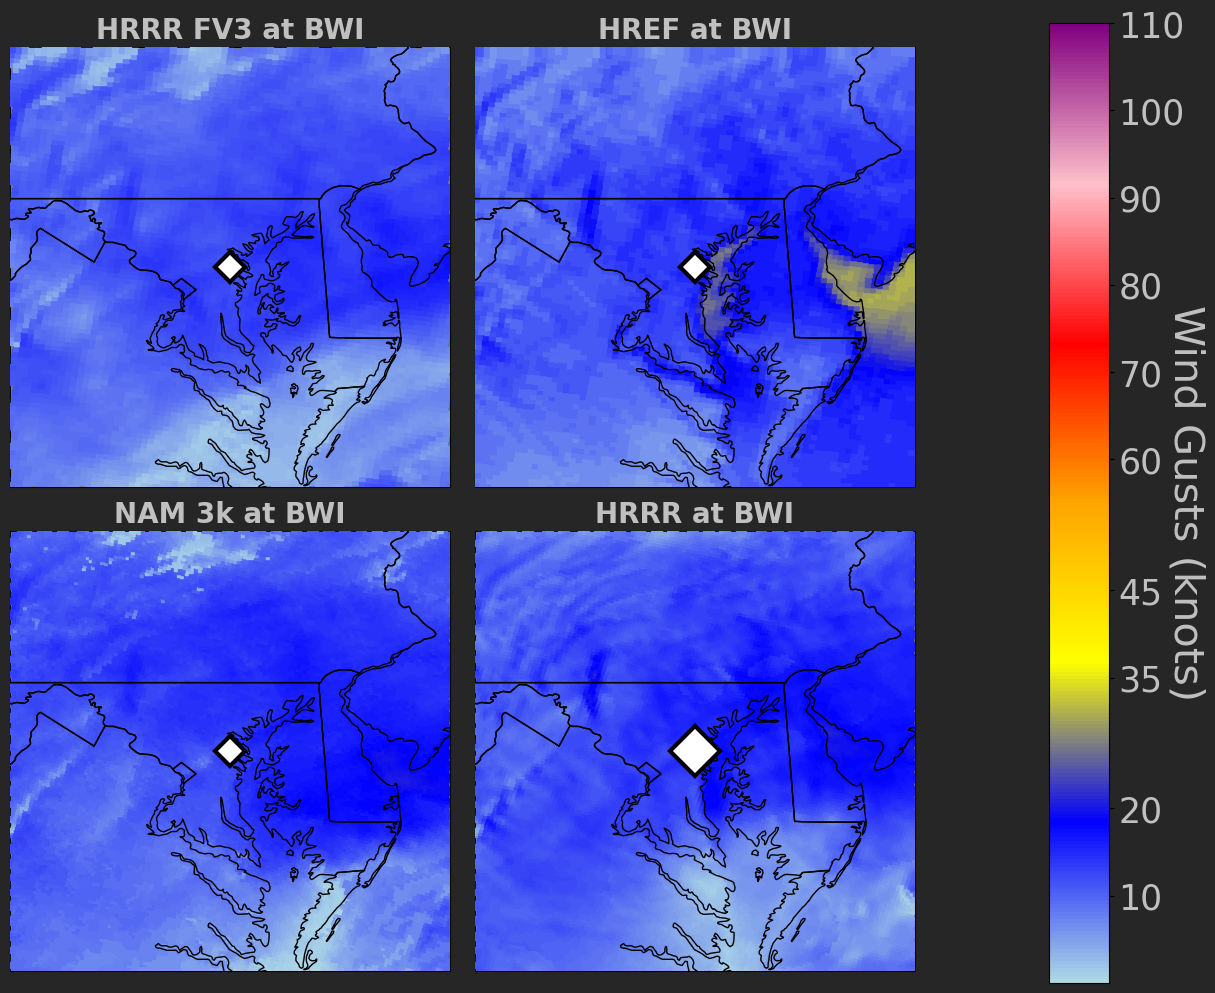 HRRR FV3 at BWI
HREF at BWI
NAM 3k at BWI
HRRR at BWI
110
100
90
80
70
60
45
35
20
10
Wind Gusts (knots)